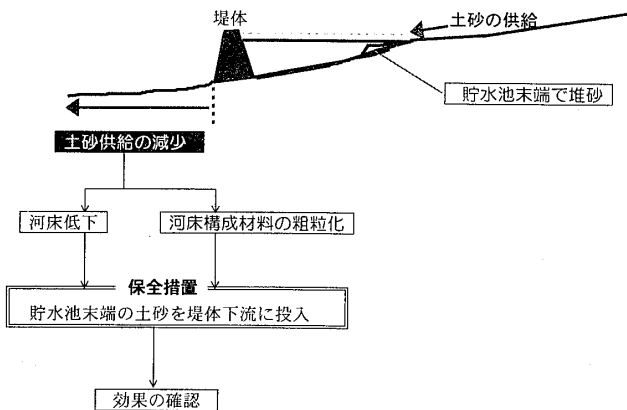 堤体
土砂の供給
貯水池末端で堆砂
土砂供給の減少
河床低下
河床構成材料の粗粒化
保全措置
貯水池末端の土砂を堤体下流に投入
効果の確認